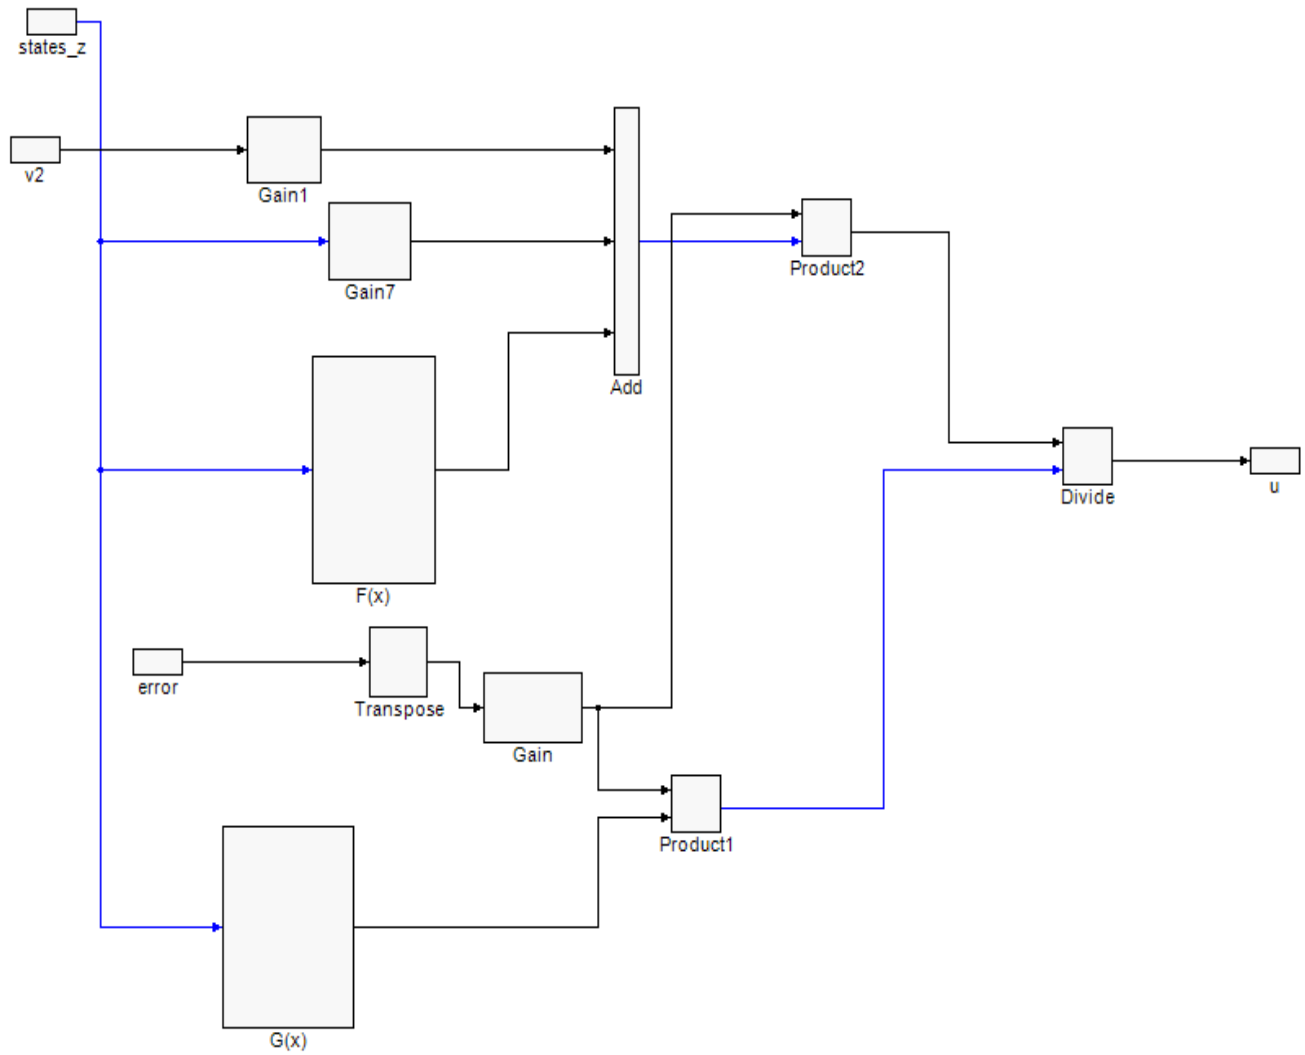 states_z
v2
Gain1
Gain7
Product2
Add
Divide
u
F(x)
error
Transpose
Gain
Product1
G(x)